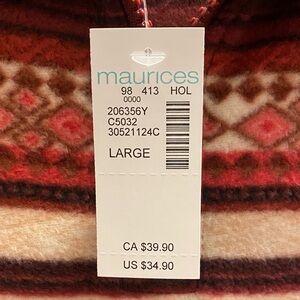 maurices
98 413 HOL
0000
206356Y
C5032
30521124C
LARGE
CA $39.90
US $34.90